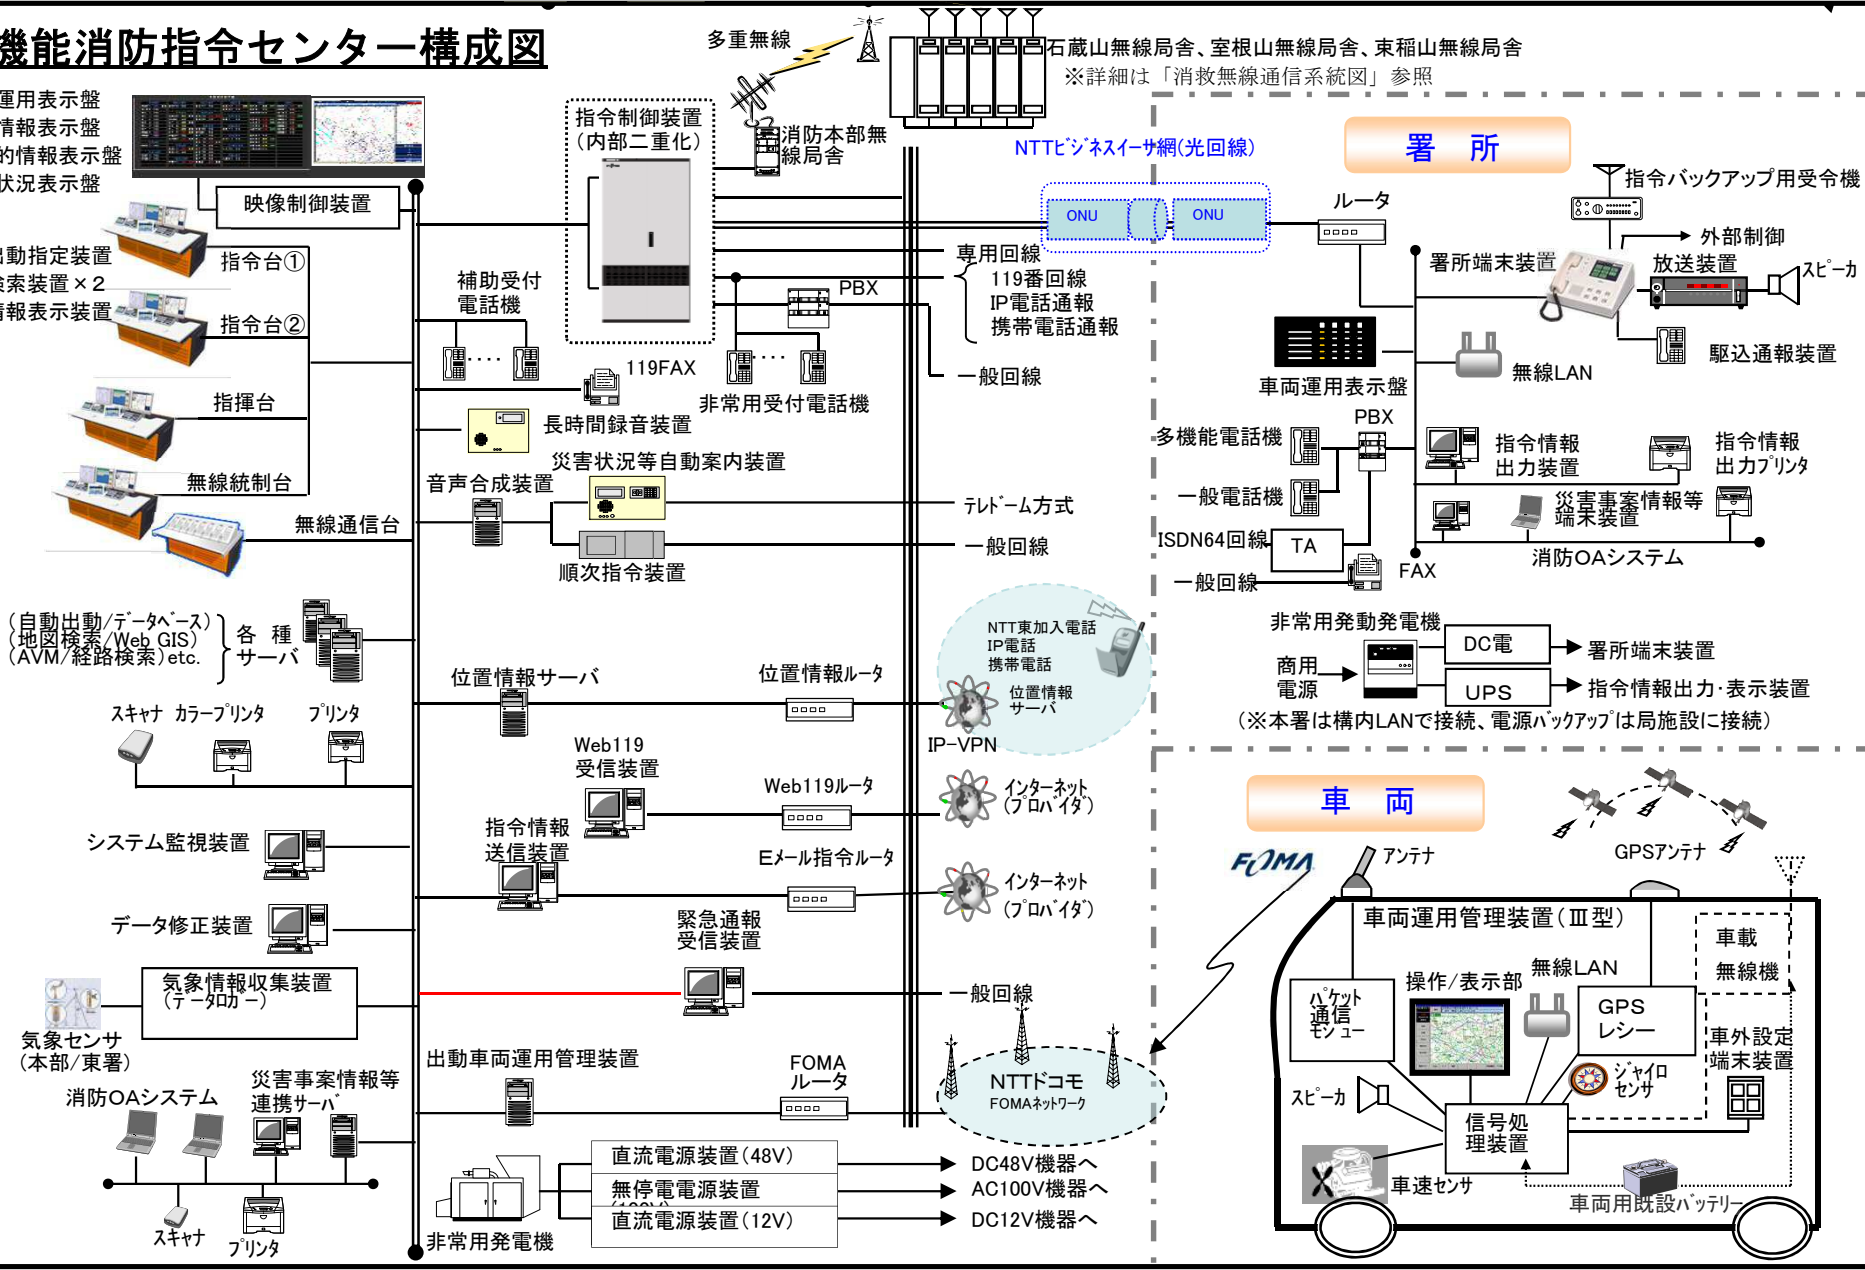 機能消防指令センター構成図
運用表示盤
情報表示盤
的情報表示盤
状況表示盤
映像制御装置
出動指定装置
検索装置×2
情報表示装置
指令台①
指令台②
指揮台
無線統制台
無線通信台
(自動出動/データベース)
(地図検索/Web GIS)
(AVM/経路検索)etc.
各種
サーバ
スキャナ
カラープリンタ
プリンタ
システム監視装置
データ修正装置
気象情報収集装置
(データロガー)
気象センサ
(本部/東署)
消防OAシステム
災害事案情報等
連携サーバ
スキャナ
プリンタ
多重無線
指令制御装置
(内部二重化)
消防本部無
線局舎
石蔵山無線局舎、室根山無線局舎、束稲山無線局舎
※詳細は「消救無線通信系統図」参照
NTTビジネスイーサ網(光回線)
ONU
ONU
専用回線
119番回線
IP電話通報
携帯電話通報
一般回線
PBX
補助受付
電話機
････
････
119FAX
非常用受付電話機
長時間録音装置
災害状況等自動案内装置
音声合成装置
テレドーム方式
一般回線
順次指令装置
位置情報サーバ
位置情報ルータ
NTT東加入電話
IP電話
携帯電話
位置情報
サーバ
IP-VPN
Web119
受信装置
Web119ルータ
インターネット
(プロバイダ)
指令情報
送信装置
Eメール指令ルータ
インターネット
(プロバイダ)
緊急通報
受信装置
一般回線
出動車両運用管理装置
FOMA
ルータ
NTTドコモ
FOMAネットワーク
非常用発電機
直流電源装置(48V)
無停電電源装置
直流電源装置(12V)
DC48V機器へ
AC100V機器へ
DC12V機器へ
署 所
ルータ
指令バックアップ用受令機
外部制御
署所端末装置
放送装置
スピーカ
駆込通報装置
無線LAN
車両運用表示盤
PBX
多機能電話機
一般電話機
ISDN64回線
TA
一般回線
FAX
指令情報
出力装置
指令情報
出力プリンタ
災害事案情報等
端末装置
消防OAシステム
非常用発動発電機
商用
電源
DC電
UPS
署所端末装置
指令情報出力･表示装置
(※本署は構内LANで接続、電源バックアップは局施設に接続)
車 両
FOMA
アンテナ
GPSアンテナ
車両運用管理装置(Ⅲ型)
車載
無線機
パケット
通信
モジュー
操作/表示部
無線LAN
GPS
レシー
車外設定
端末装置
ジャイロ
センサ
スピーカ
信号処
理装置
車速センサ
車両用既設バッテリー